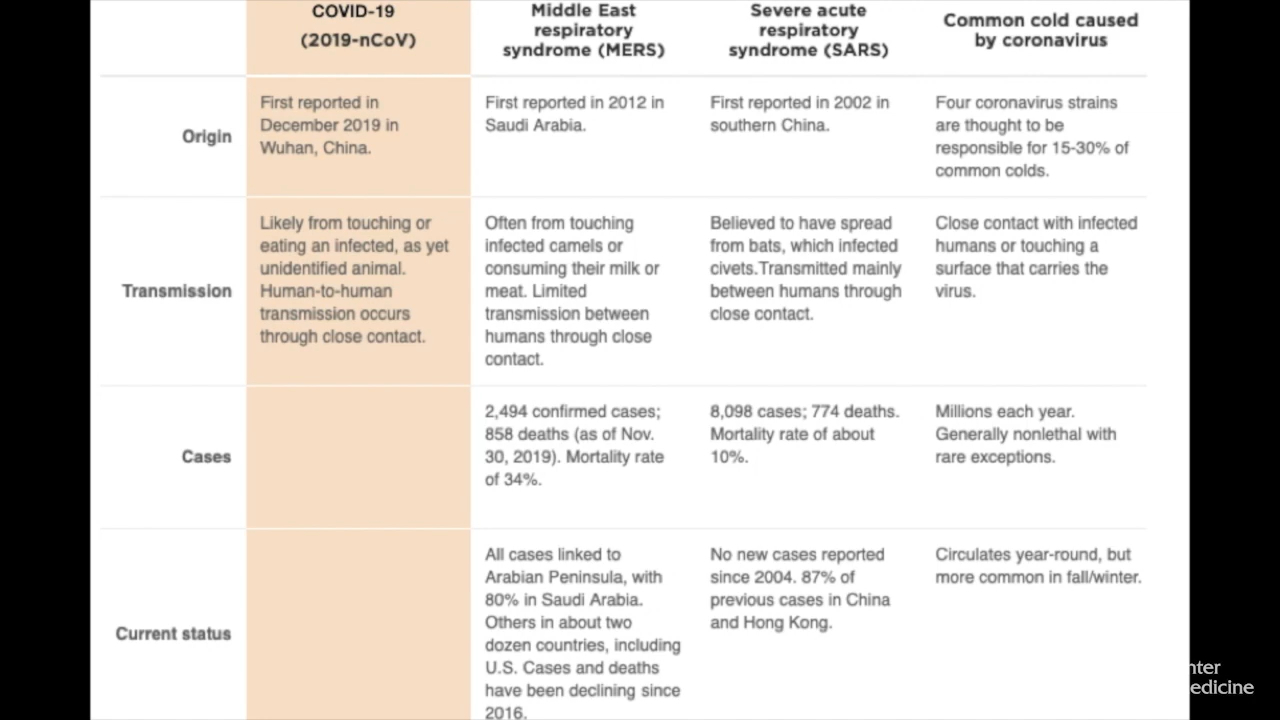 COVID-19
(2019-nCoV)
Middle East
respiratory
syndrome (MERS)
Severe acute
respiratory
syndrome (SARS)
Common cold caused
by coronavirus
Origin
First reported in
December 2019 in
Wuhan, China.
First reported in 2012 in
Saudi Arabia.
First reported in 2002 in
southern China.
Four coronavirus strains
are thought to be
responsible for 15-30% of
common colds.
Transmission
Likely from touching or
eating an infected, as yet
unidentified animal.
Human-to-human
transmission occurs
through close contact.
Often from touching
infected camels or
consuming their milk or
meat. Limited
transmission between
humans through close
contact.
Believed to have spread
from bats, which infected
civets.Transmitted mainly
between humans through
close contact.
Close contact with infected
humans or touching a
surface that carries the
virus.
Cases
2,494 confirmed cases;
858 deaths (as of Nov.
30, 2019). Mortality rate
of 34%.
8,098 cases; 774 deaths.
Mortality rate of about
10%.
Millions each year.
Generally nonlethal with
rare exceptions.
Current status
All cases linked to
Arabian Peninsula, with
80% in Saudi Arabia.
Others in about two
dozen countries, including
U.S. Cases and deaths
have been declining since
2016.
No new cases reported
since 2004. 87% of
previous cases in China
and Hong Kong.
Circulates year-round, but
more common in fall/winter.
nter
edicine